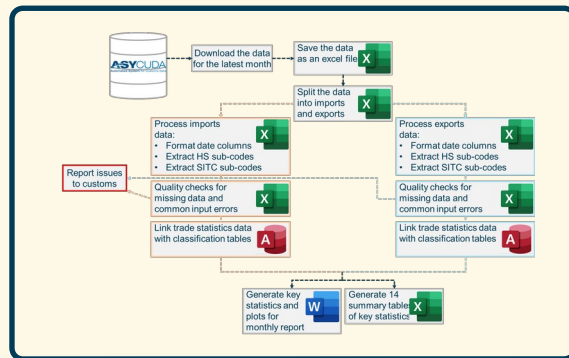 ASYCUDA
Download the data
for the latest month
Save the data
as an excel file
X
Split the data
into imports
and exports
X
Process imports
data:
• Format date columns
• Extract HS sub-codes
• Extract SITC sub-codes
X
Process exports
data:
• Format date columns
• Extract HS sub-codes
• Extract SITC sub-codes
X
Report issues
to customs
Quality checks for
missing data and
common input errors
X
Quality checks for
missing data and
common input errors
X
Link trade statistics data
with classification tables
A
Link trade statistics data
with classification tables
A
Generate key
statistics and
plots for
monthly report
W
Generate 14
summary tables
of key statistics
X